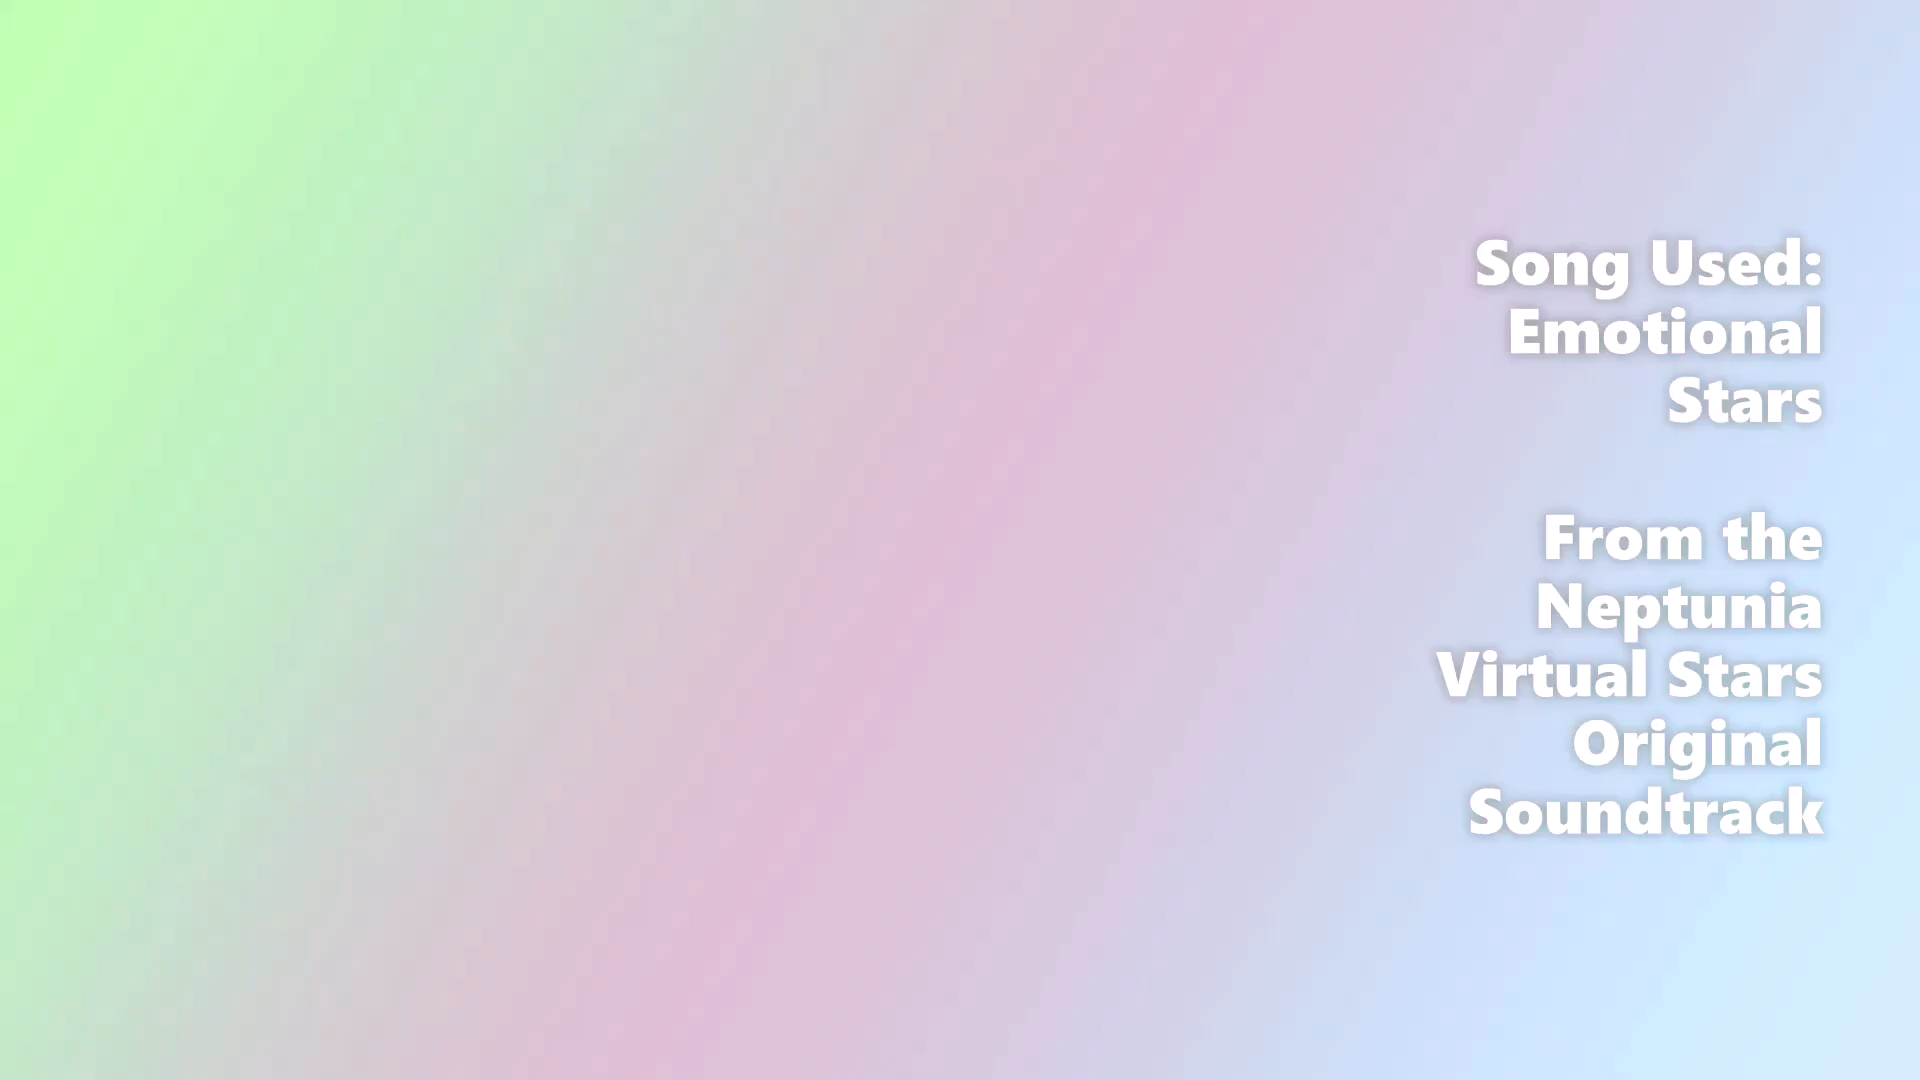 Song Used:
Emotional
Stars
From the
Neptunia
Virtual Stars
Original
Soundtrack